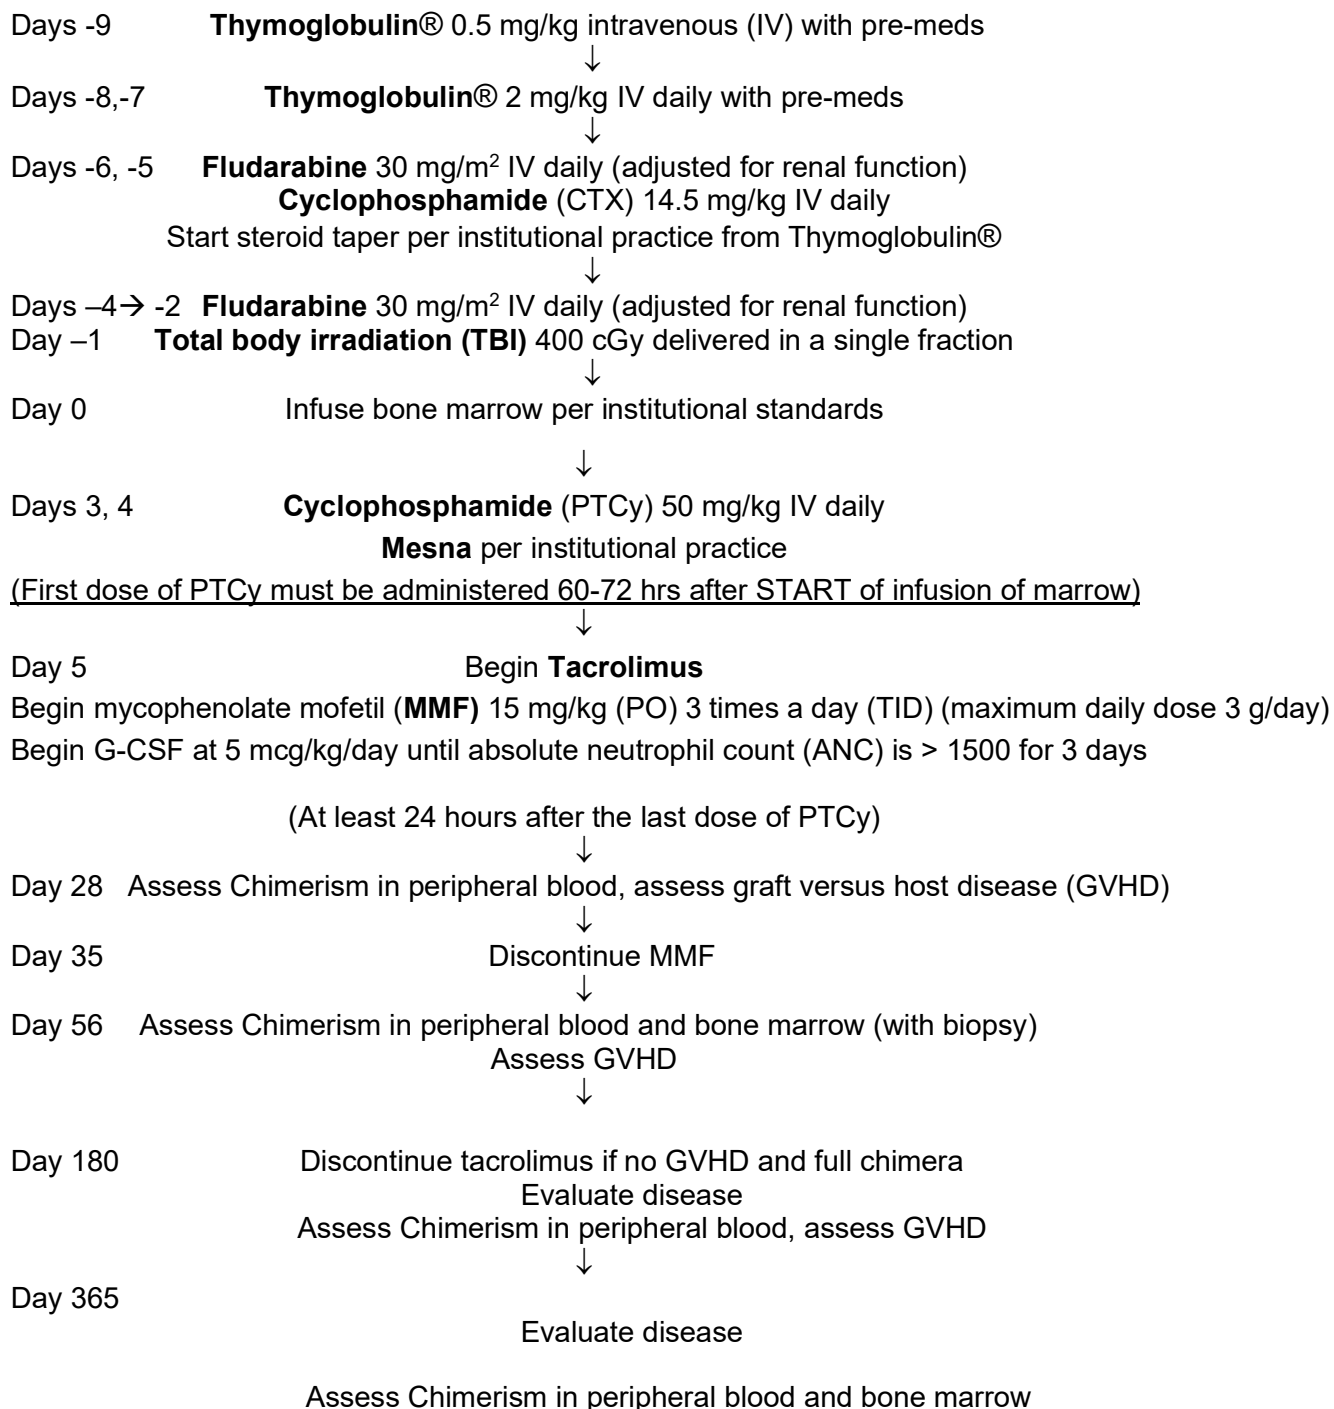 Days -9 Thymoglobulin® 0.5 mg/kg intravenous (IV) with pre-meds
↓
Days -8,-7 Thymoglobulin® 2 mg/kg IV daily with pre-meds
↓
Days -6, -5 Fludarabine 30 mg/m² IV daily (adjusted for renal function)
Cyclophosphamide (CTX) 14.5 mg/kg IV daily
Start steroid taper per institutional practice from Thymoglobulin®
↓
Days –4→ -2 Fludarabine 30 mg/m² IV daily (adjusted for renal function)
Day –1 Total body irradiation (TBI) 400 cGy delivered in a single fraction
↓
Day 0 Infuse bone marrow per institutional standards
↓
Days 3, 4 Cyclophosphamide (PTCy) 50 mg/kg IV daily
Mesna per institutional practice
(First dose of PTCy must be administered 60-72 hrs after START of infusion of marrow)
↓
Day 5 Begin Tacrolimus
Begin mycophenolate mofetil (MMF) 15 mg/kg (PO) 3 times a day (TID) (maximum daily dose 3 g/day)
Begin G-CSF at 5 mcg/kg/day until absolute neutrophil count (ANC) is > 1500 for 3 days
(At least 24 hours after the last dose of PTCy)
↓
Day 28 Assess Chimerism in peripheral blood, assess graft versus host disease (GVHD)
↓
Day 35 Discontinue MMF
↓
Day 56 Assess Chimerism in peripheral blood and bone marrow (with biopsy)
Assess GVHD
↓
Day 180 Discontinue tacrolimus if no GVHD and full chimera
Evaluate disease
Assess Chimerism in peripheral blood, assess GVHD
↓
Day 365
Evaluate disease
Assess Chimerism in peripheral blood and bone marrow